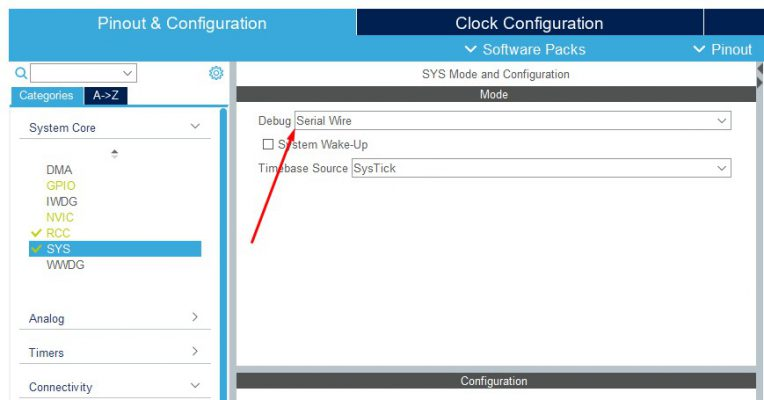 Pinout & Configuration
Clock Configuration
Software Packs
Pinout
Categories
A->Z
System Core
DMA
GPIO
IWDG
NVIC
RCC
SYS
WWDG
Analog
Timers
Connectivity
SYS Mode and Configuration
Mode
Debug Serial Wire
System Wake-Up
Timebase Source SysTick
Configuration